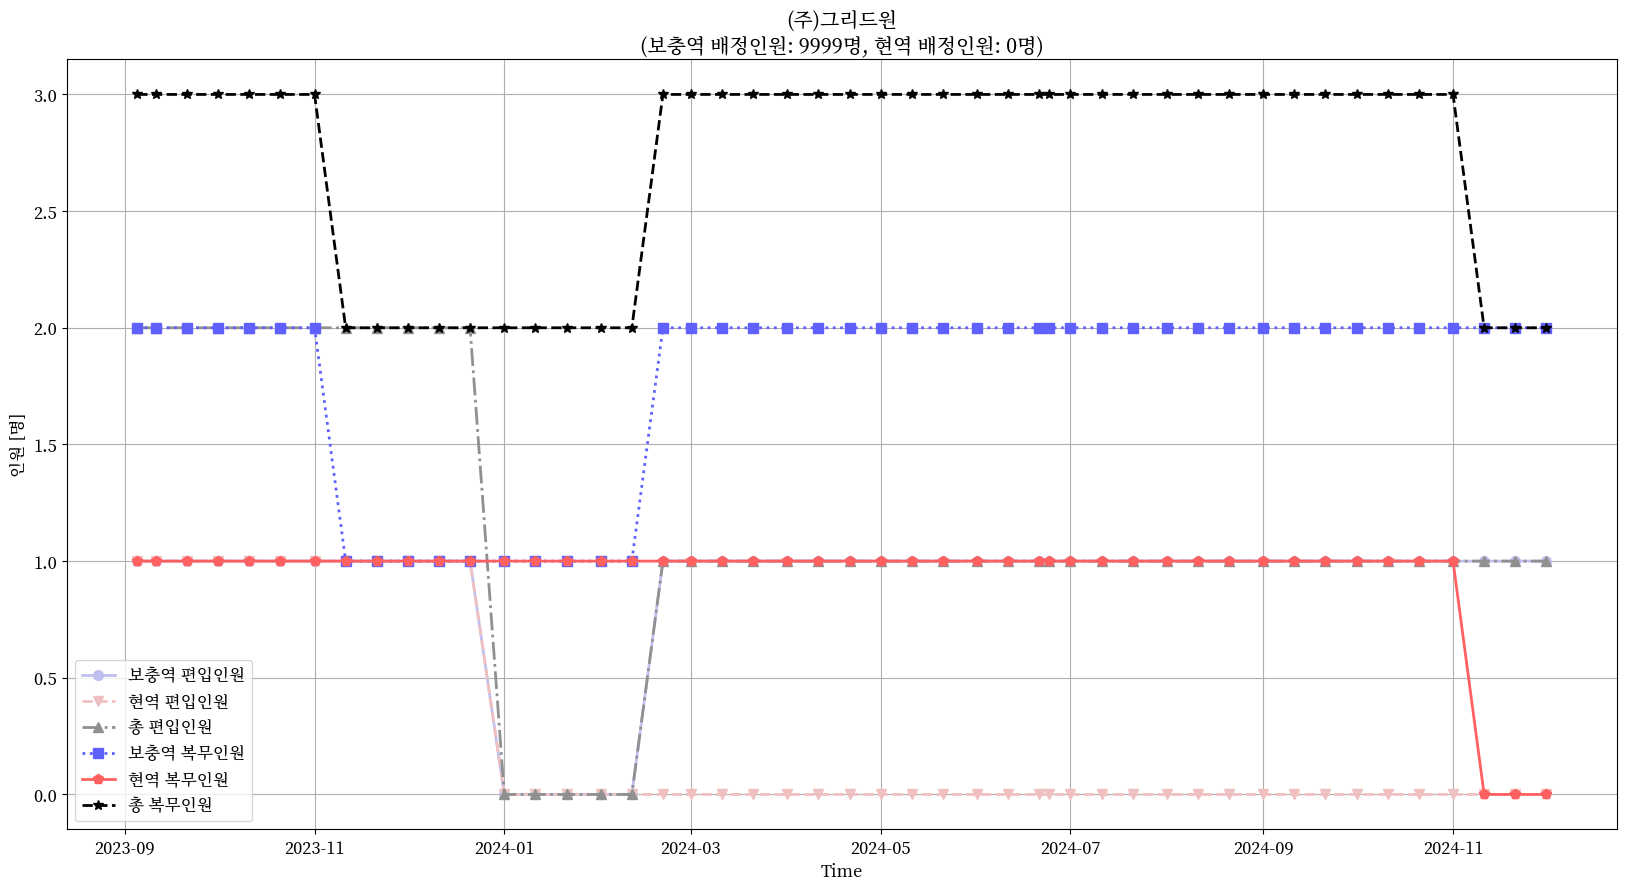 (주)그리드원
(보충역 배정인원: 9999명, 현역 배정인원: 0명)
3.0
2.5
2.0
1.5
1.0
0.5
0.0
인원 [명]
보충역 편입인원
현역 편입인원
총 편입인원
보충역 복무인원
현역 복무인원
총 복무인원
2023-09 2023-11 2024-01 2024-03 2024-05 2024-07 2024-09 2024-11
Time